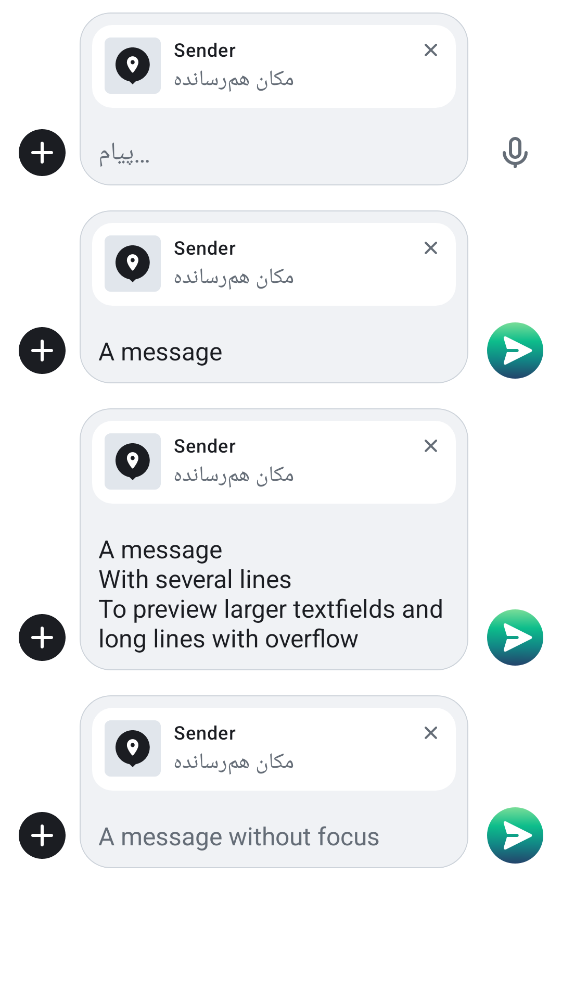 Sender
مکان هم‌رسانده
پیام…
Sender
مکان هم‌رسانده
A message
Sender
مکان هم‌رسانده
A message
With several lines
To preview larger textfields and
long lines with overflow
Sender
مکان هم‌رسانده
A message without focus